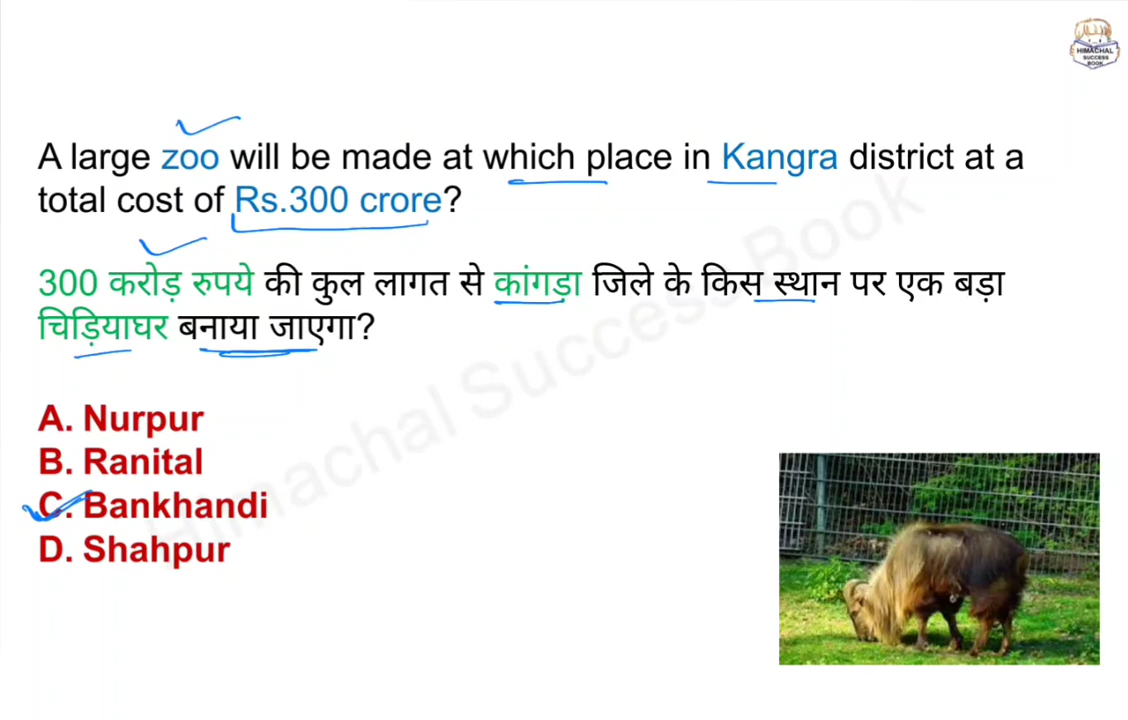 HIMACHAL
SUCCESS
BOOK
A large zoo will be made at which place in Kangra district at a
total cost of Rs.300 crore?
300 करोड़ रुपये की कुल लागत से कांगड़ा जिले के किस स्थान पर एक बड़ा
चिड़ियाघर बनाया जाएगा?
A. Nurpur
B. Ranital
C. Bankhandi
D. Shahpur
Himachal Success Book